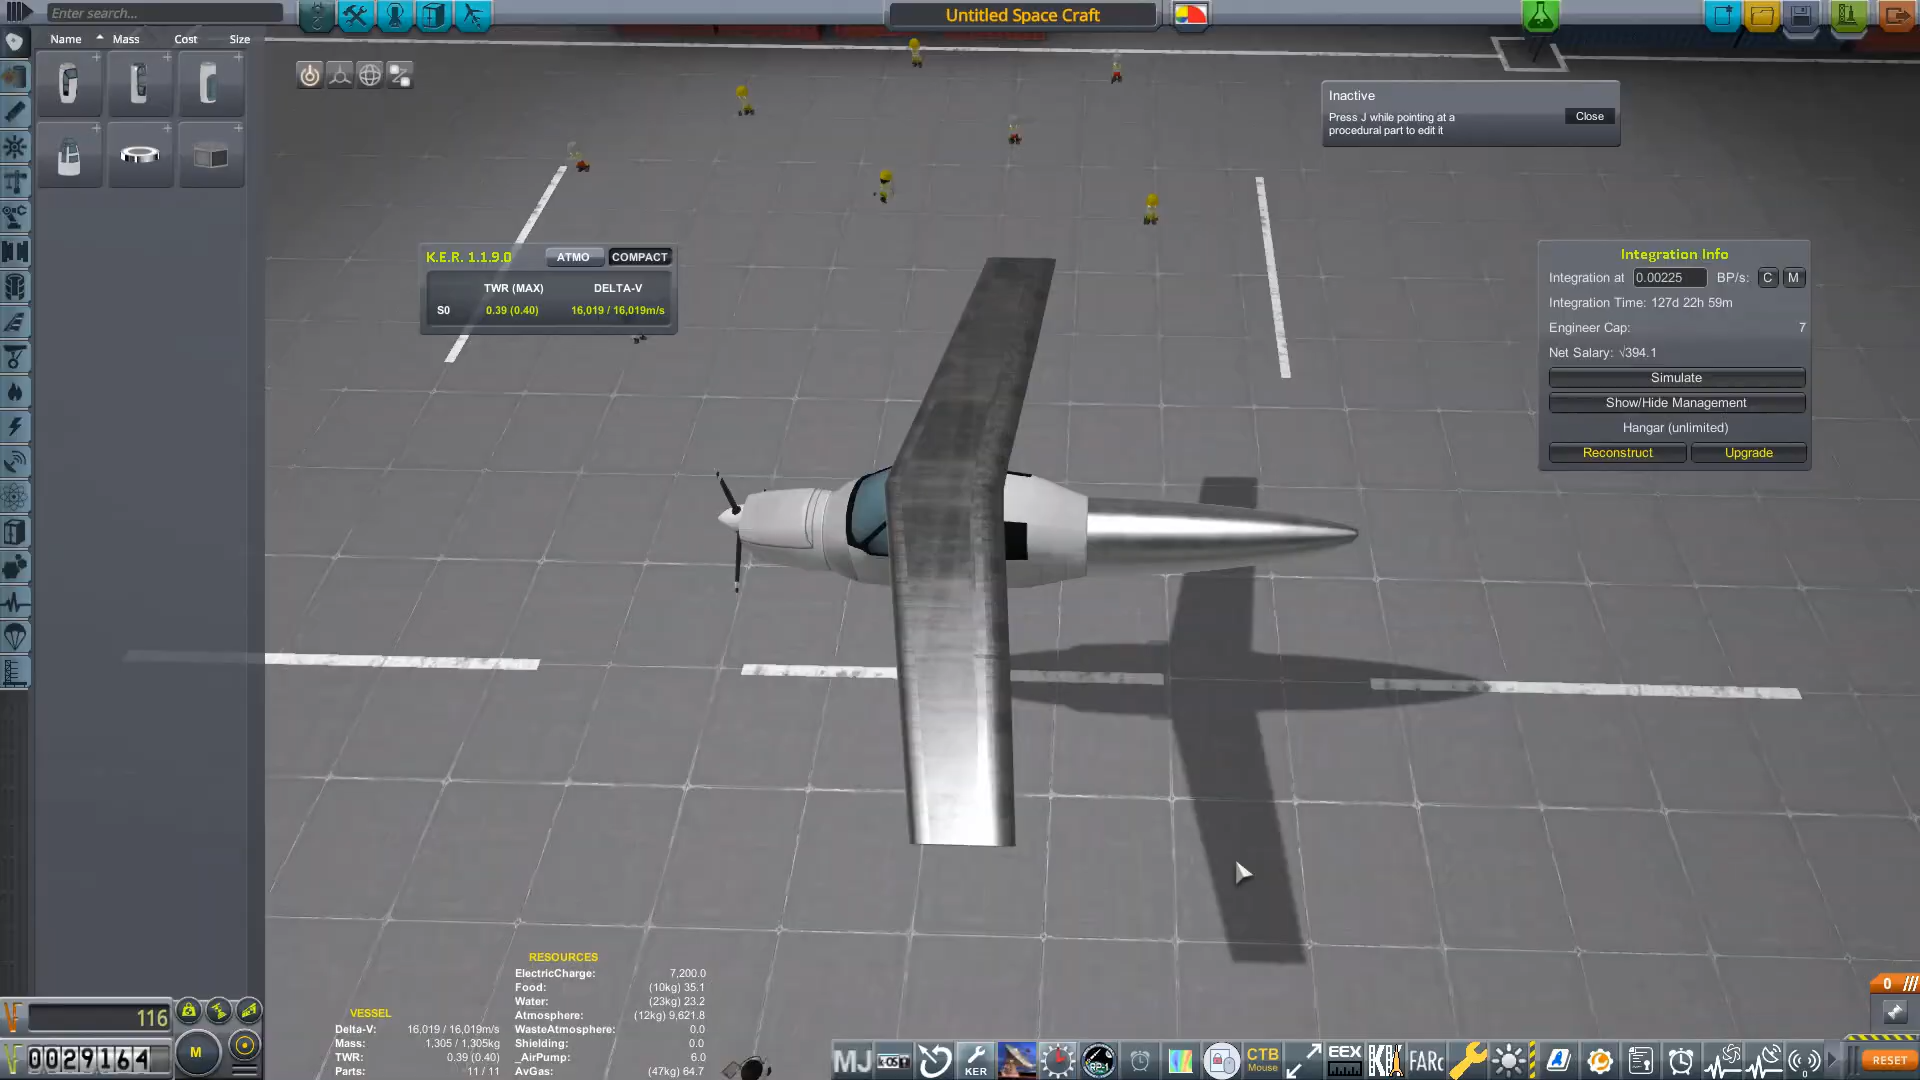 Enter search...
Untitled Space Craft
Name Mass Cost Size
Inactive
Press J while pointing at a
procedural part to edit it
Close
K.E.R. 1.1.9.0 ATMO COMPACT
TWR (MAX) DELTA-V
S0 0.39 (0.40) 16,019 / 16,019m/s
Integration Info
Integration at 0.00225 BP/s: C M
Integration Time: 127d 22h 59m
Engineer Cap: 7
Net Salary: √394.1
Simulate
Show/Hide Management
Hangar (unlimited)
Reconstruct Upgrade
RESOURCES
ElectricCharge: 7,200.0
Food: (10kg) 35.1
Water: (23kg) 23.2
Atmosphere: (12kg) 9,621.8
WasteAtmosphere: 0.0
Shielding: 0.0
_AirPump: 6.0
AvGas: (47kg) 64.7
VESSEL
Delta-V: 16,019 / 16,019m/s
Mass: 1,305 / 1,305kg
TWR: 0.39 (0.40)
Parts: 11 / 11
116
0029164
M
0
MJ kOS KER RP-1 CTB Mouse EEX FARc
RESET